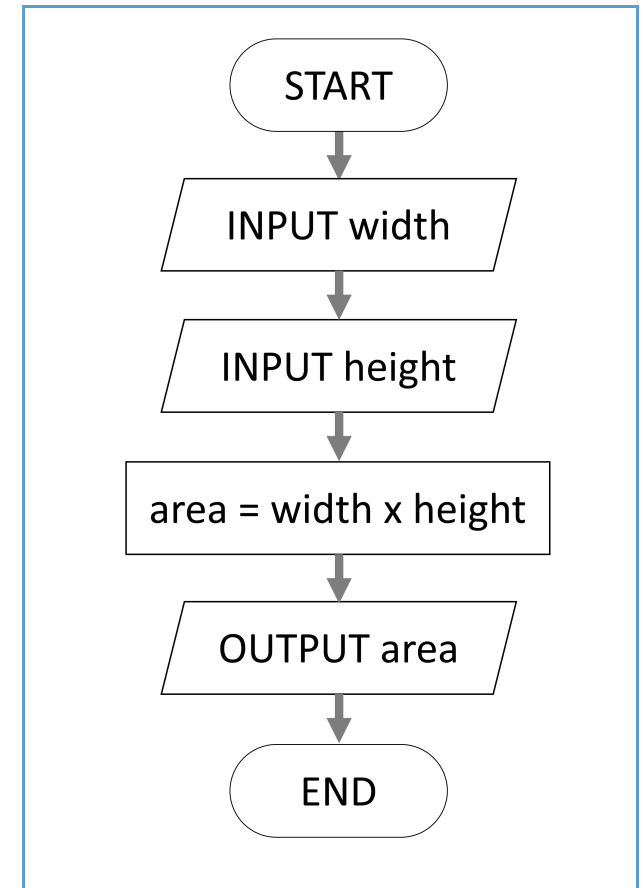 START
INPUT width
INPUT height
area = width x height
OUTPUT area
END